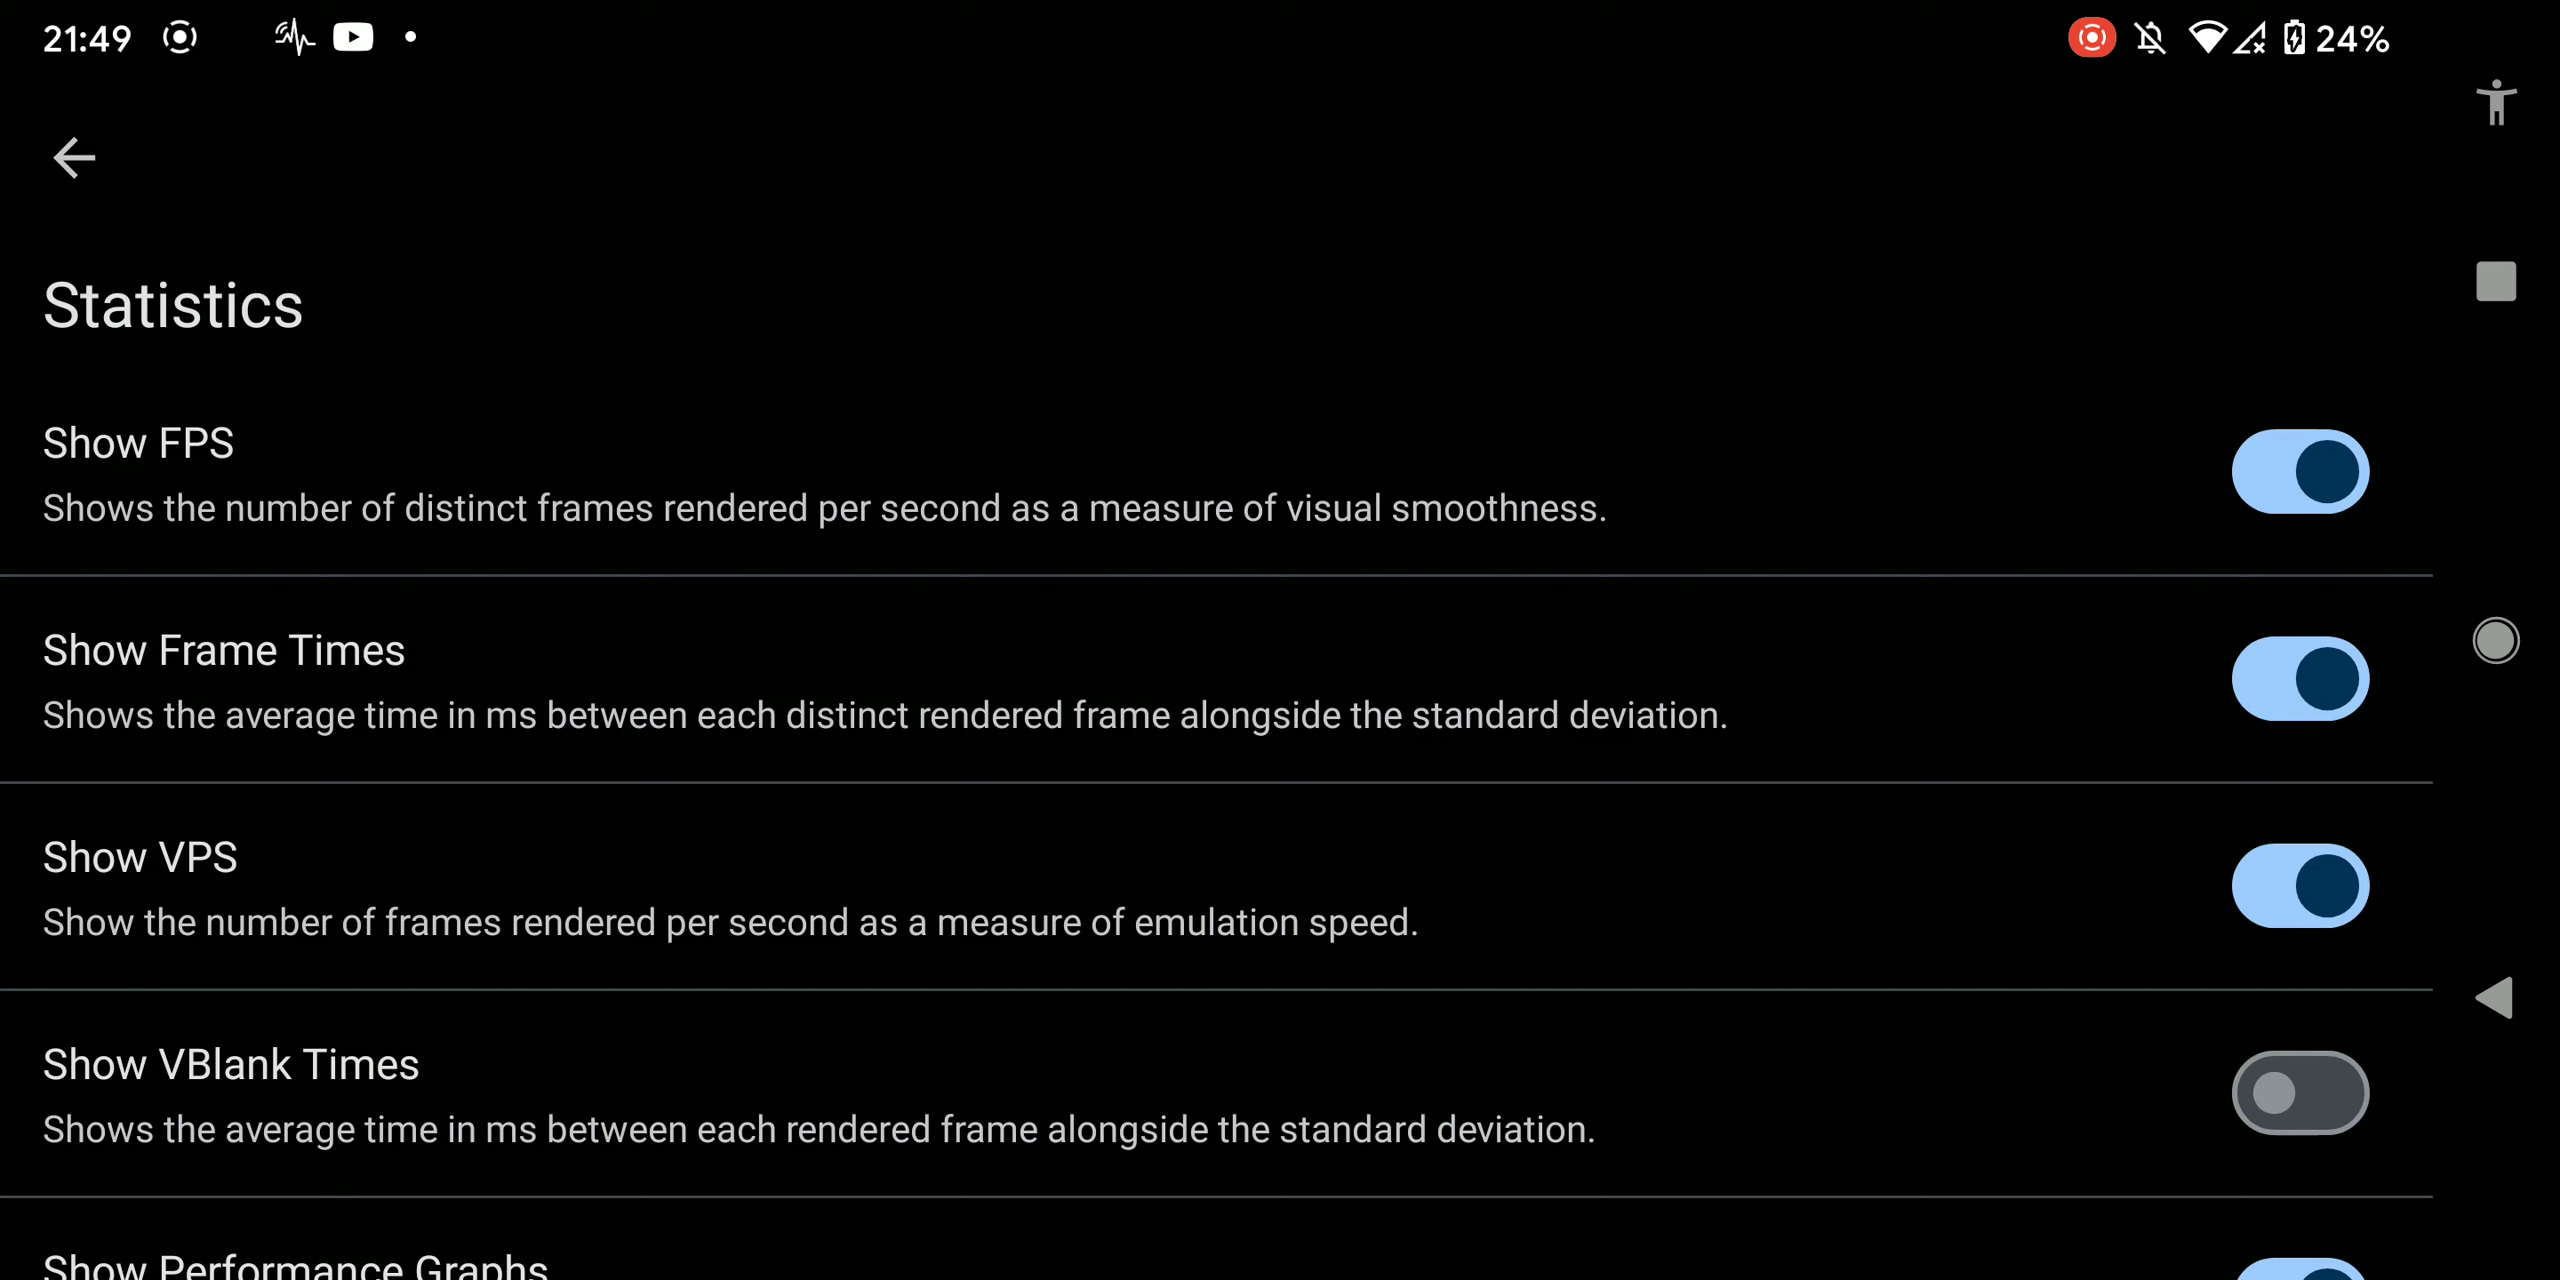 21:49
24%
Statistics
Show FPS
Shows the number of distinct frames rendered per second as a measure of visual smoothness.
Show Frame Times
Shows the average time in ms between each distinct rendered frame alongside the standard deviation.
Show VPS
Show the number of frames rendered per second as a measure of emulation speed.
Show VBlank Times
Shows the average time in ms between each rendered frame alongside the standard deviation.
Show Performance Graphs